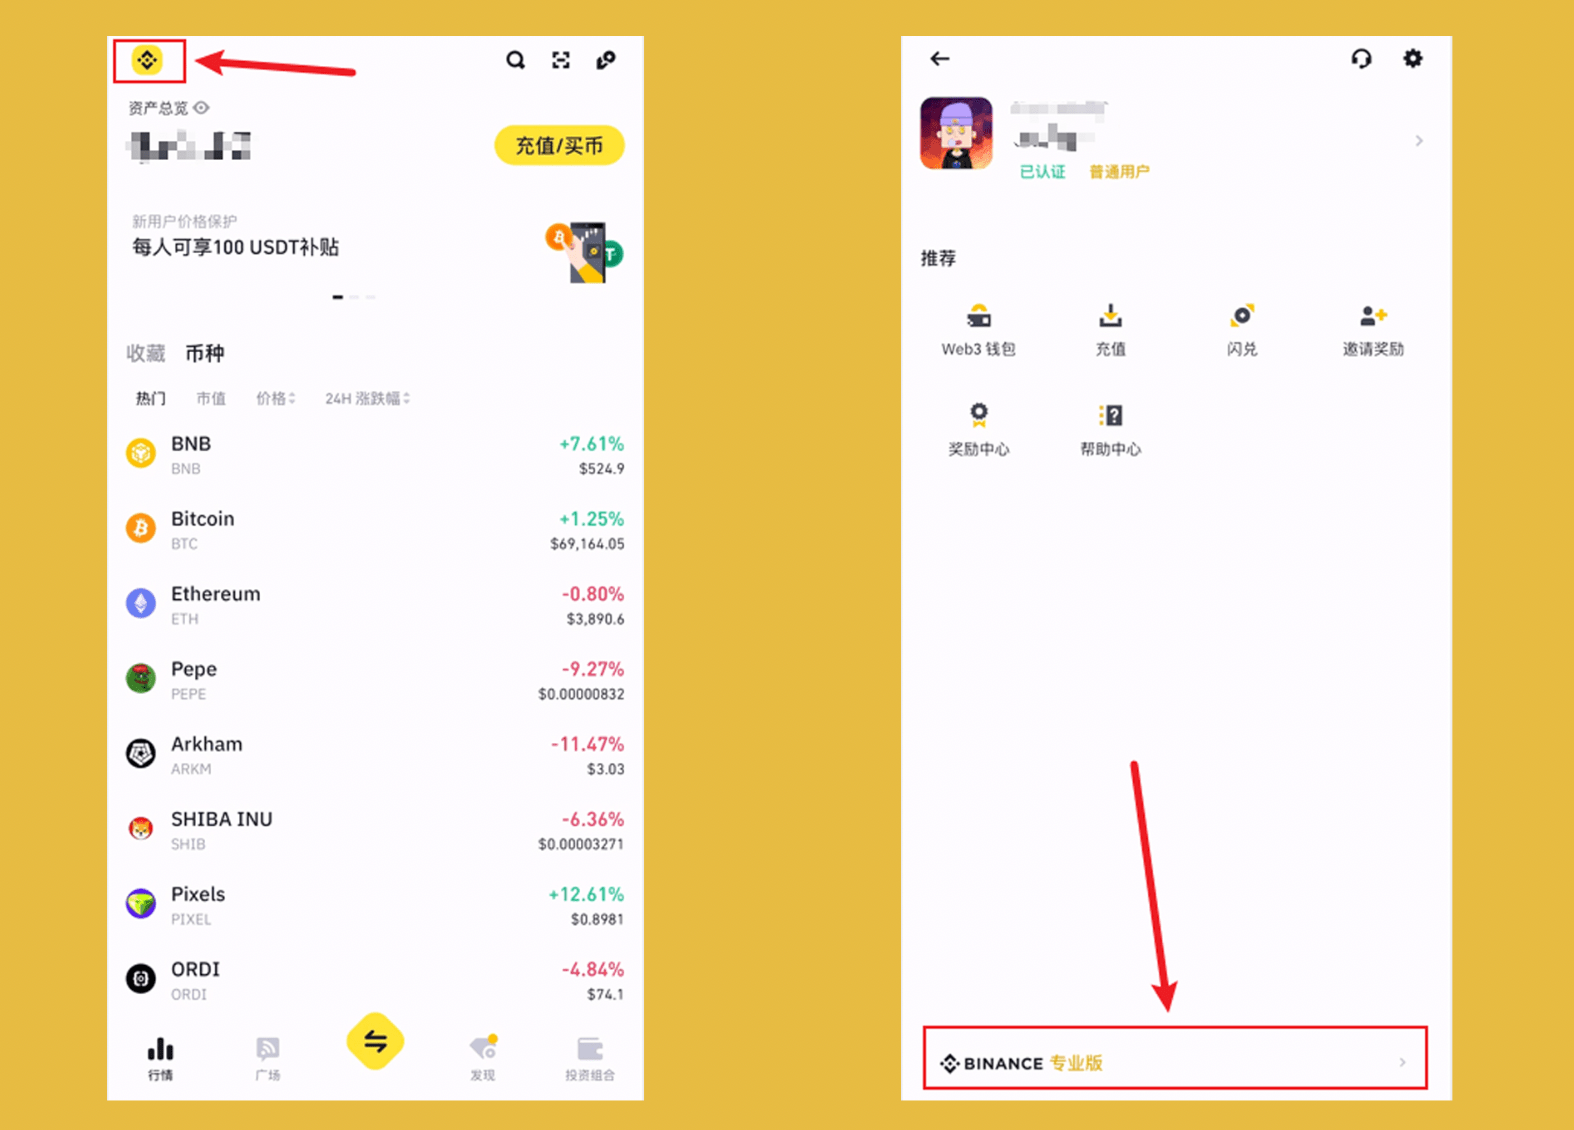 资产总览
充值/买币
新用户价格保护
每人可享100 USDT补贴
收藏 币种
热门 市值 价格 24H 涨跌幅
BNB +7.61%
BNB $524.9
Bitcoin +1.25%
BTC $69,164.05
Ethereum -0.80%
ETH $3,890.6
Pepe -9.27%
PEPE $0.00000832
Arkham -11.47%
ARKM $3.03
SHIBA INU -6.36%
SHIB $0.00003271
Pixels +12.61%
PIXEL $0.8981
ORDI -4.84%
ORDI $74.1
行情 广场 发现 投资组合
已认证 普通用户
推荐
Web3 钱包 充值 闪兑 邀请奖励
奖励中心 帮助中心
BINANCE 专业版